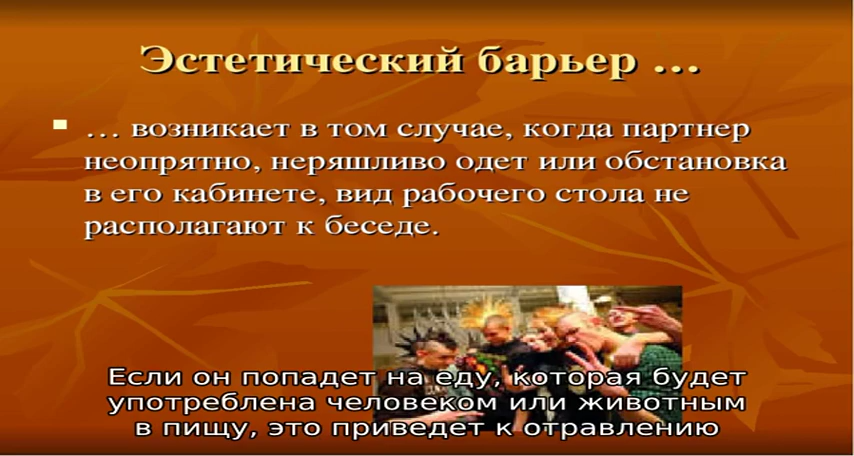 Эстетический барьер ...
... возникает в том случае, когда партнер
неопрятно, неряшливо одет или обстановка
в его кабинете, вид рабочего стола не
располагают к беседе.
Если он попадет на еду, которая будет
употреблена человеком или животным
в пищу, это приведет к отравлению